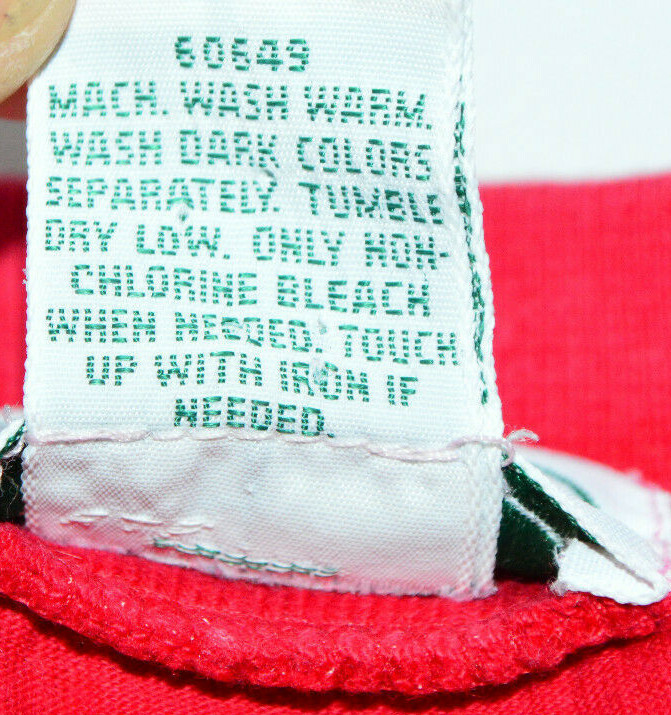 60649
MACH. WASH WARM.
WASH DARK COLORS
SEPARATELY. TUMBLE
DRY LOW. ONLY NON-
CHLORINE BLEACH
WHEN NEEDED. TOUCH
UP WITH IRON IF
NEEDED.